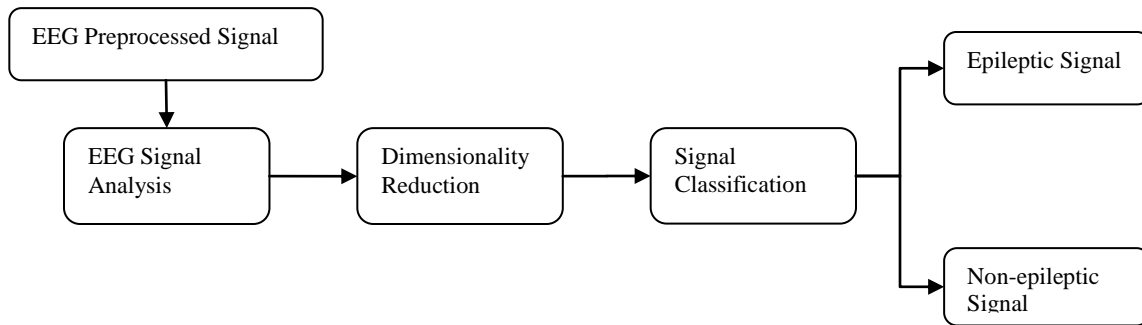 EEG Preprocessed Signal
EEG Signal
Analysis
Dimensionality
Reduction
Signal
Classification
Epileptic Signal
Non-epileptic
Signal